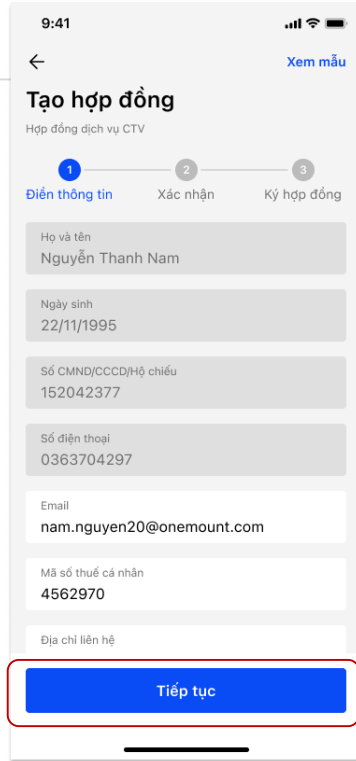 9:41
Xem mẫu
Tạo hợp đồng
Hợp đồng dịch vụ CTV
1 2 3
Điền thông tin Xác nhận Ký hợp đồng
Họ và tên
Nguyễn Thanh Nam
Ngày sinh
22/11/1995
Số CMND/CCCD/Hộ chiếu
152042377
Số điện thoại
0363704297
Email
nam.nguyen20@onemount.com
Mã số thuế cá nhân
4562970
Địa chỉ liên hệ
Tiếp tục